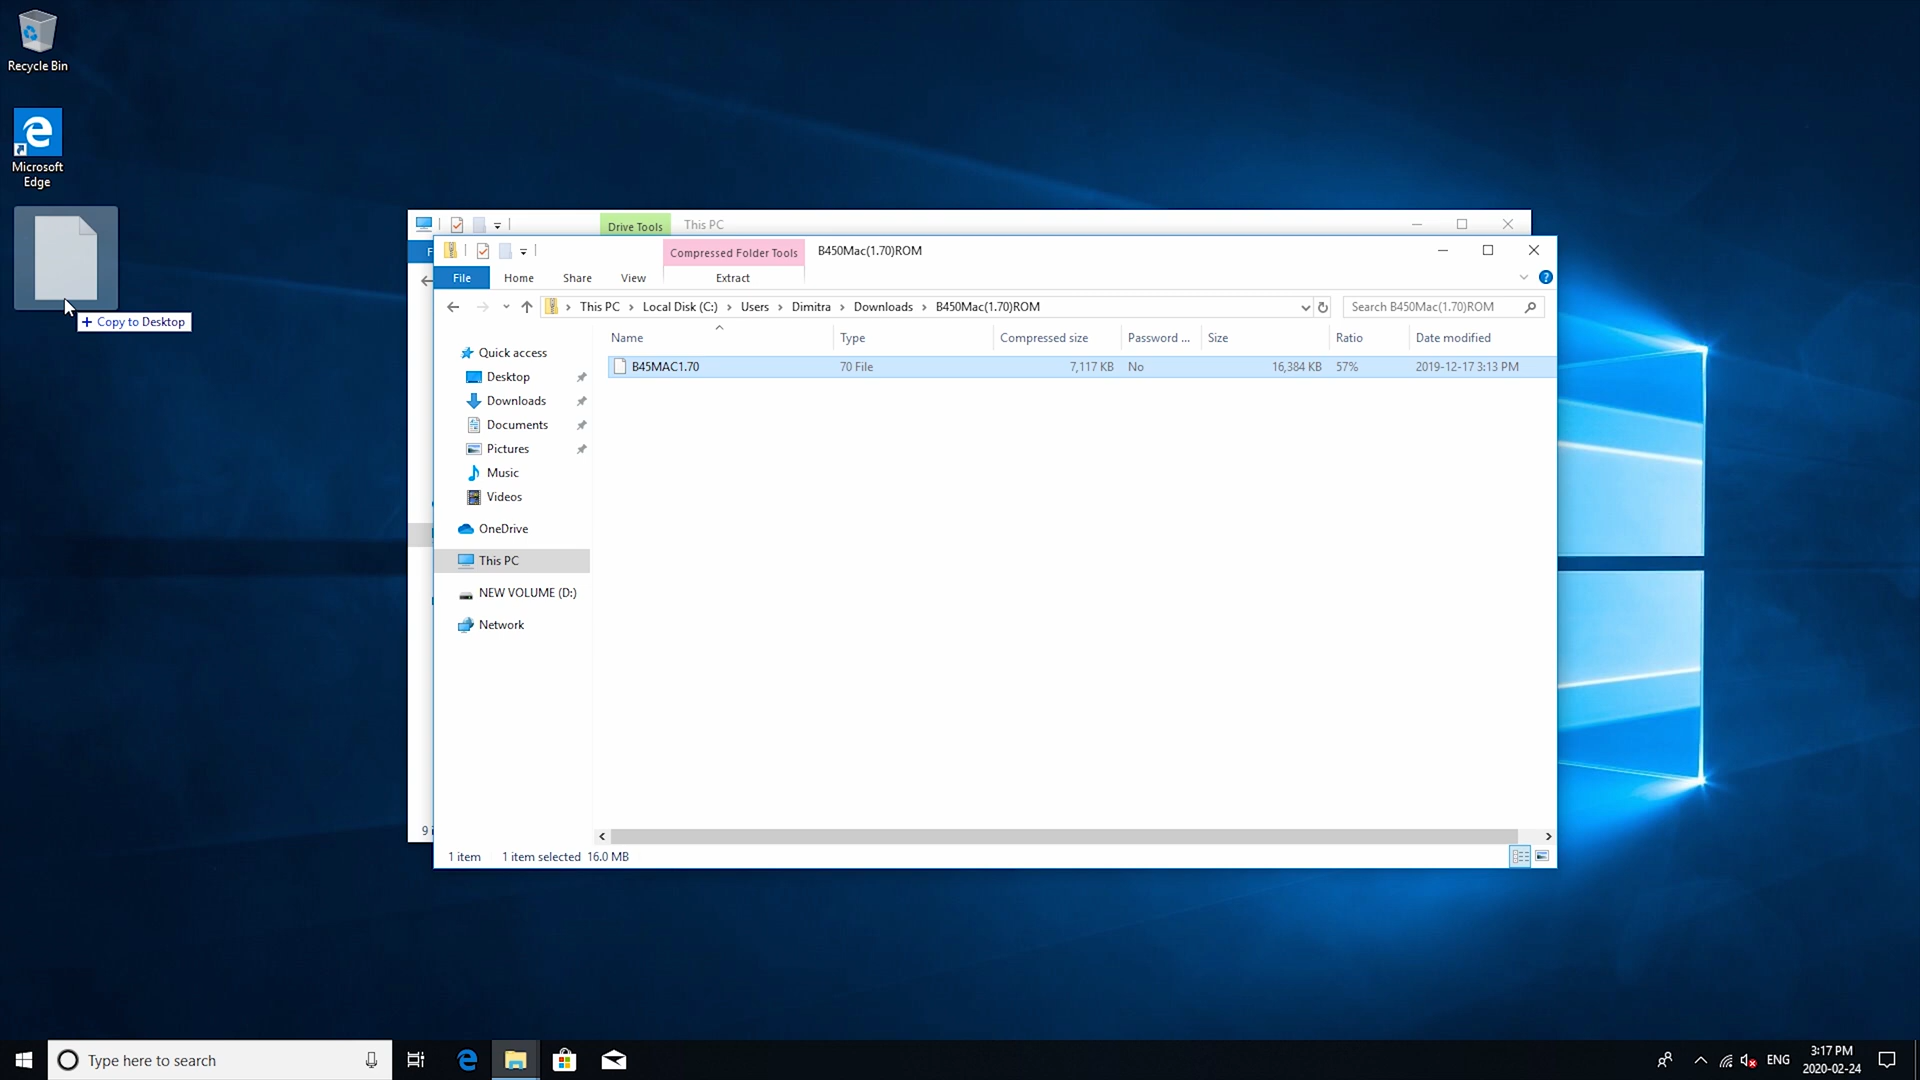 Recycle Bin
Microsoft
Edge
Copy to Desktop
Drive Tools
This PC
F
Compressed Folder Tools
B450Mac(1.70)ROM
File
Home
Share
View
Extract
This PC
Local Disk (C:)
Users
Dimitra
Downloads
B450Mac(1.70)ROM
Search B450Mac(1.70)ROM
Name
Type
Compressed size
Password ...
Size
Ratio
Date modified
B45MAC1.70
70 File
7,117 KB
No
16,384 KB
57%
2019-12-17 3:13 PM
Quick access
Desktop
Downloads
Documents
Pictures
Music
Videos
OneDrive
This PC
NEW VOLUME (D:)
Network
9 i
1 item
1 item selected 16.0 MB
Type here to search
ENG
3:17 PM
2020-02-24